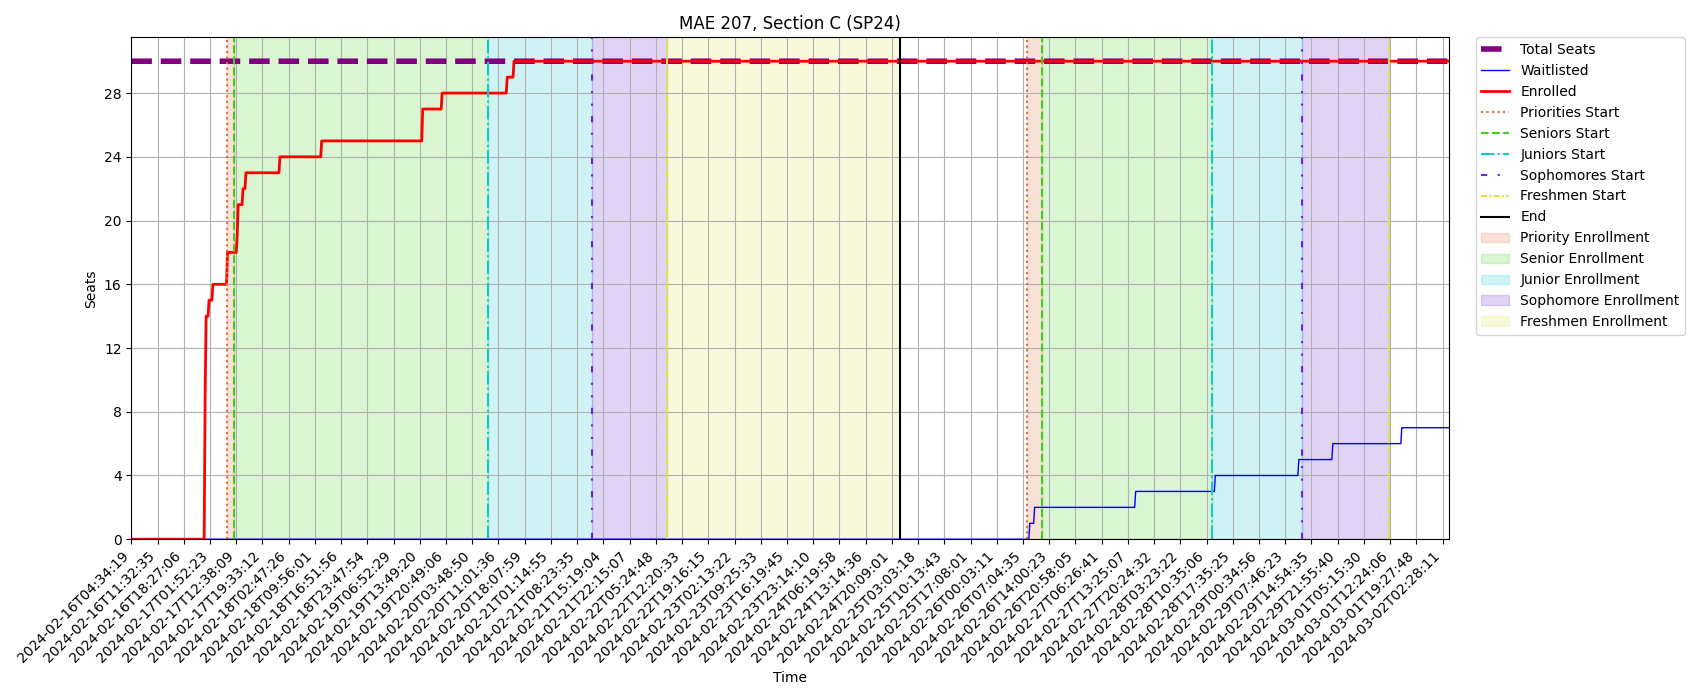 MAE 207, Section C (SP24)
Seats
28
24
20
16
12
8
4
0
2024-02-16T04:34:19
2024-02-16T11:32:35
2024-02-16T18:27:06
2024-02-17T01:52:23
2024-02-17T12:38:09
2024-02-17T19:33:12
2024-02-18T02:47:26
2024-02-18T09:56:01
2024-02-18T16:51:56
2024-02-18T23:47:54
2024-02-19T06:52:29
2024-02-19T13:49:20
2024-02-19T20:49:06
2024-02-20T03:48:50
2024-02-20T11:01:36
2024-02-20T18:07:59
2024-02-21T01:14:55
2024-02-21T08:23:35
2024-02-21T15:19:04
2024-02-21T22:15:07
2024-02-22T05:24:48
2024-02-22T12:20:33
2024-02-22T19:16:15
2024-02-23T02:13:22
2024-02-23T09:25:33
2024-02-23T16:19:45
2024-02-23T23:14:10
2024-02-24T06:19:58
2024-02-24T13:14:36
2024-02-24T20:09:01
2024-02-25T03:03:18
2024-02-25T10:13:43
2024-02-25T17:08:01
2024-02-26T00:03:11
2024-02-26T07:04:35
2024-02-26T14:00:23
2024-02-26T20:58:05
2024-02-27T06:26:41
2024-02-27T13:25:07
2024-02-27T20:24:32
2024-02-28T03:23:22
2024-02-28T10:35:06
2024-02-28T17:35:25
2024-02-29T00:34:56
2024-02-29T07:46:23
2024-02-29T14:54:35
2024-02-29T21:55:40
2024-03-01T05:15:30
2024-03-01T12:24:06
2024-03-01T19:27:48
2024-03-02T02:28:11
Time
Total Seats
Waitlisted
Enrolled
Priorities Start
Seniors Start
Juniors Start
Sophomores Start
Freshmen Start
End
Priority Enrollment
Senior Enrollment
Junior Enrollment
Sophomore Enrollment
Freshmen Enrollment